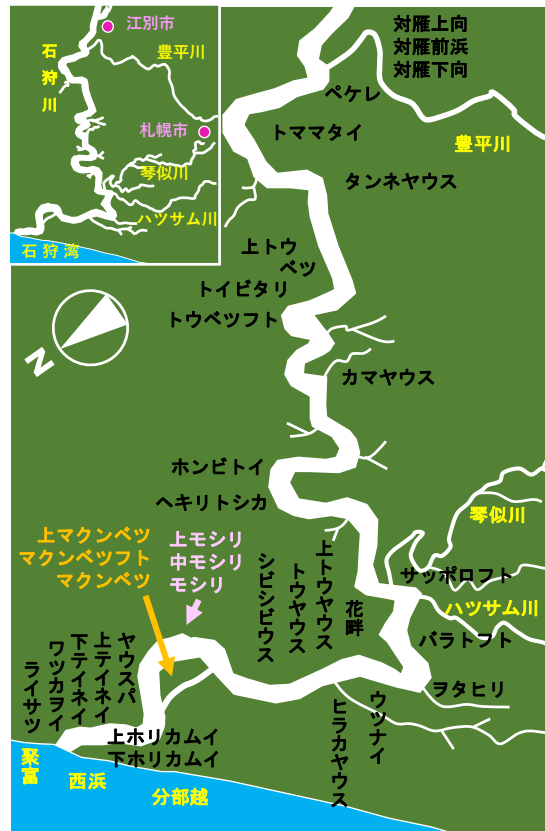 江別市
石狩川
豊平川
札幌市
琴似川
ハツサム川
石狩湾
対雁上向
対雁前浜
対雁下向
ペケレ
トママタイ
豊平川
タンネヤウス
上トウ
ベツ
トイビタリ
トウベツフト
N
カマヤウス
ホンビトイ
ヘキリトシカ
琴似川
上マクンベツ
マクンベツフト
マクンベツ
上モシリ
中モシリ
モシリ
シビシビウス
トウヤウス
上トウヤウス
花畔
サッポロフト
ハツサム川
バラトフト
ヲタヒリ
ライサツ
ワツカヲイ
下テイネイ
上テイネイ
ヤウスパ
上ホリカムイ
下ホリカムイ
ヒラカヤウス
ウツナイ
聚富
西浜
分部越